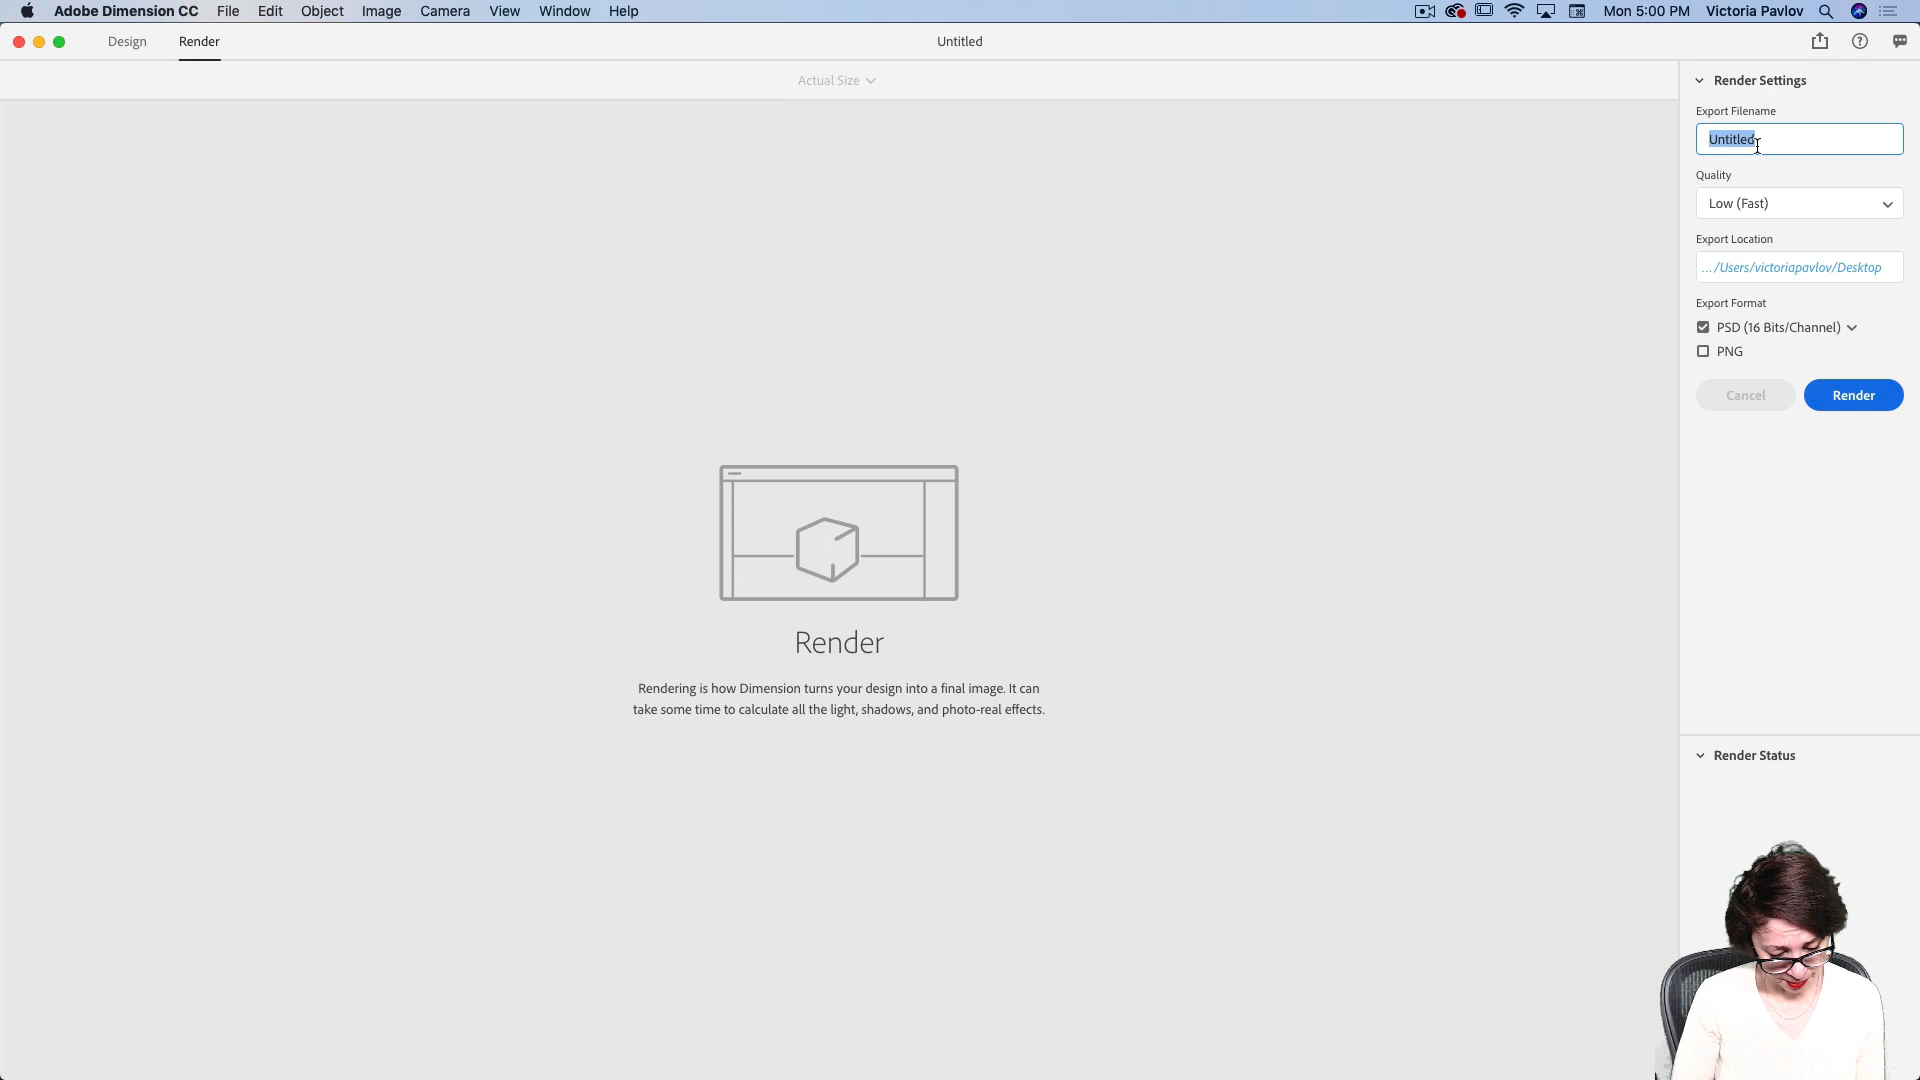 Adobe Dimension CC File Edit Object Image Camera View Window Help Mon 5:00 PM Victoria Pavlov
Design Render Untitled
Actual Size
Render Settings
Export Filename
Untitled
Quality
Low (Fast)
Export Location
.../Users/victoriapavlov/Desktop
Export Format
PSD (16 Bits/Channel)
PNG
Cancel Render
Render
Rendering is how Dimension turns your design into a final image. It can
take some time to calculate all the light, shadows, and photo-real effects.
Render Status